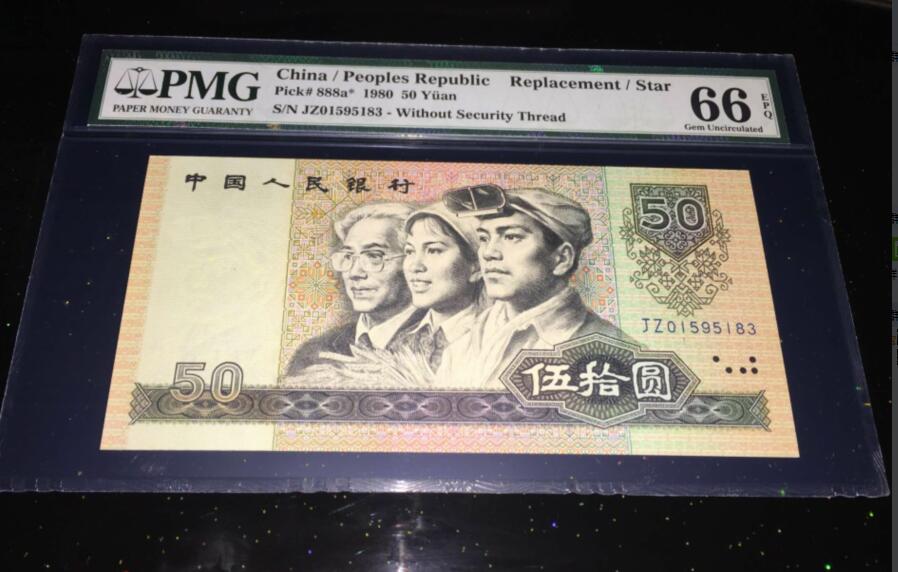 PMG
PAPER MONEY GUARANTY
China / Peoples Republic Replacement / Star
Pick# 888a* 1980 50 Yüan
S/N JZ01595183 - Without Security Thread
66 EPQ
Gem Uncirculated
中国人民银行
50
JZ01595183
50
伍拾圆